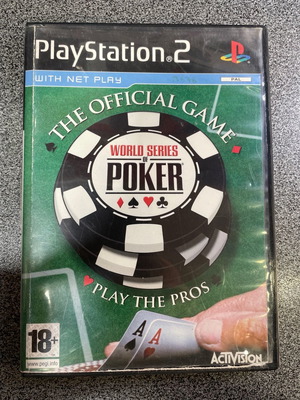 PlayStation®2
WITH NET PLAY
PAL
THE OFFICIAL GAME
WORLD SERIES
OF
POKER
PLAY THE PROS
A
A
18+
www.pegi.info
ACTIVISION